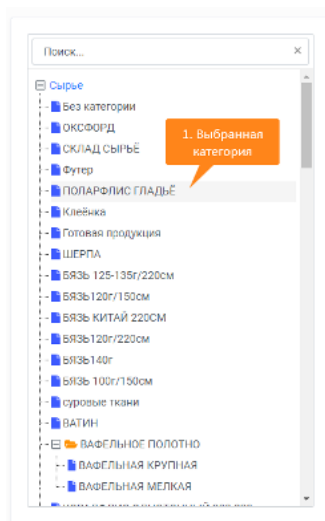 Поиск...
Сырье
Без категории
ОКСФОРД
СКЛАД СЫРЬЁ
1. Выбранная
категория
Футер
ПОЛАРФЛИС ГЛАДЬЁ
Клеёнка
Готовая продукция
ШЕРПА
БЯЗЬ 125-135г/220см
БЯЗЬ120г/150см
БЯЗЬ КИТАЙ 220СМ
БЯЗЬ120г/220см
БЯЗЬ140г
БЯЗЬ 100г/150см
суровые ткани
ВАТИН
ВАФЕЛЬНОЕ ПОЛОТНО
ВАФЕЛЬНАЯ КРУПНАЯ
ВАФЕЛЬНАЯ МЕЛКАЯ